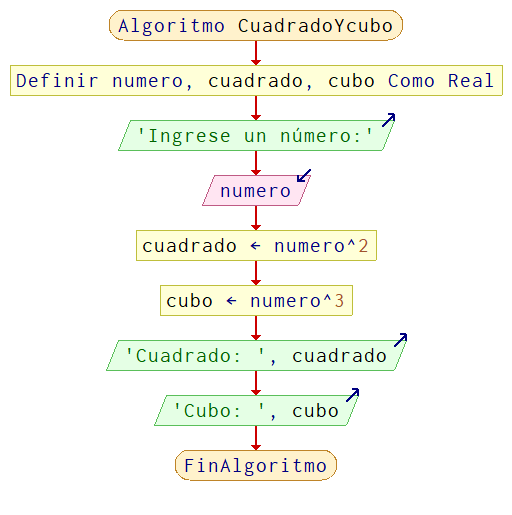 Algoritmo CuadradoYcubo
Definir numero, cuadrado, cubo Como Real
'Ingrese un número:'
numero
cuadrado ← numero^2
cubo ← numero^3
'Cuadrado: ', cuadrado
'Cubo: ', cubo
FinAlgoritmo